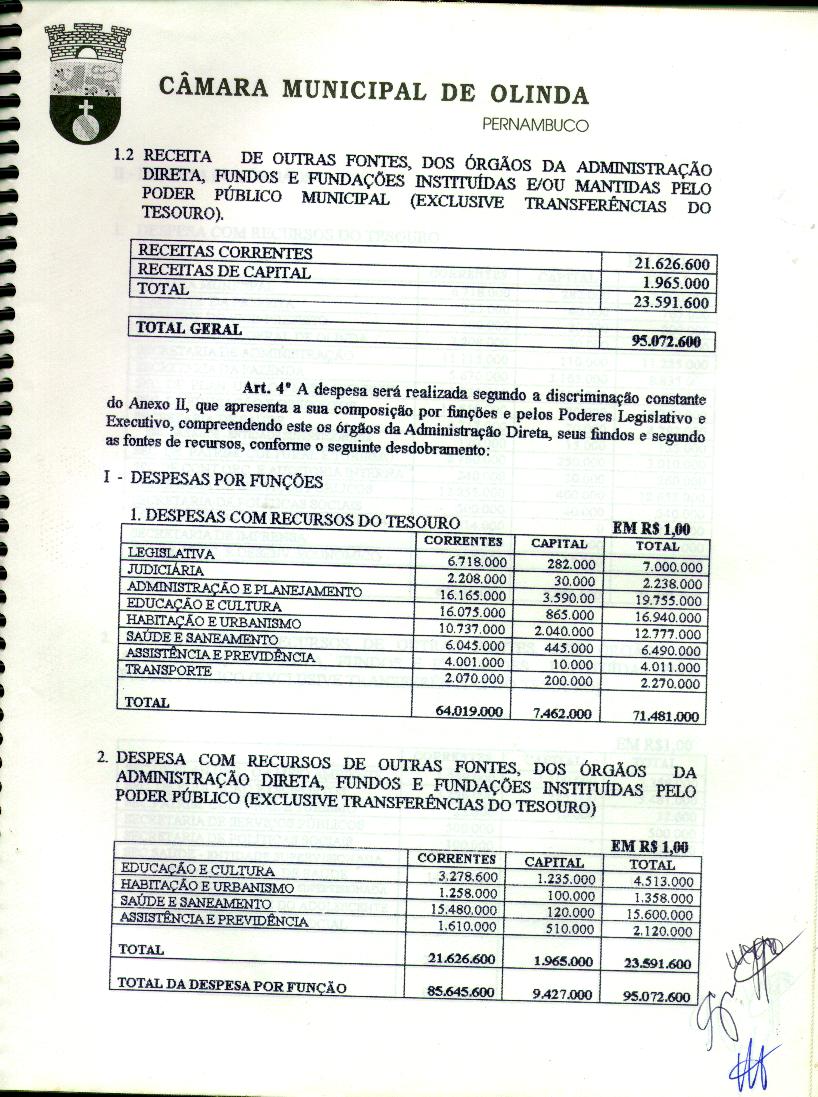 CÂMARA MUNICIPAL DE OLINDA
PERNAMBUCO
1.2 RECEITA DE OUTRAS FONTES, DOS ÓRGÃOS DA ADMINISTRAÇÃO
DIRETA, FUNDOS E FUNDAÇÕES INSTITUÍDAS E/OU MANTIDAS PELO
PODER PÚBLICO MUNICIPAL (EXCLUSIVE TRANSFERÊNCIAS DO
TESOURO).
RECEITAS CORRENTES 21.626.600
RECEITAS DE CAPITAL 1.965.000
TOTAL 23.591.600
TOTAL GERAL 95.072.600
Art. 4º A despesa será realizada segundo a discriminação constante
do Anexo II, que apresenta a sua composição por funções e pelos Poderes Legislativo e
Executivo, compreendendo este os órgãos da Administração Direta, seus fundos e segundo
as fontes de recursos, conforme o seguinte desdobramento:
I - DESPESAS POR FUNÇÕES
1. DESPESAS COM RECURSOS DO TESOURO EM R$ 1,00
CORRENTES CAPITAL TOTAL
LEGISLATIVA 6.718.000 282.000 7.000.000
JUDICIÁRIA 2.208.000 30.000 2.238.000
ADMINISTRAÇÃO E PLANEJAMENTO 16.165.000 3.590.00 19.755.000
EDUCAÇÃO E CULTURA 16.075.000 865.000 16.940.000
HABITAÇÃO E URBANISMO 10.737.000 2.040.000 12.777.000
SAÚDE E SANEAMENTO 6.045.000 445.000 6.490.000
ASSISTÊNCIA E PREVIDÊNCIA 4.001.000 10.000 4.011.000
TRANSPORTE 2.070.000 200.000 2.270.000
TOTAL 64.019.000 7.462.000 71.481.000
2. DESPESA COM RECURSOS DE OUTRAS FONTES, DOS ÓRGÃOS DA
ADMINISTRAÇÃO DIRETA, FUNDOS E FUNDAÇÕES INSTITUÍDAS PELO
PODER PÚBLICO (EXCLUSIVE TRANSFERÊNCIAS DO TESOURO)
EM R$ 1,00
CORRENTES CAPITAL TOTAL
EDUCAÇÃO E CULTURA 3.278.600 1.235.000 4.513.000
HABITAÇÃO E URBANISMO 1.258.000 100.000 1.358.000
SAÚDE E SANEAMENTO 15.480.000 120.000 15.600.000
ASSISTÊNCIA E PREVIDÊNCIA 1.610.000 510.000 2.120.000
TOTAL 21.626.600 1.965.000 23.591.600
TOTAL DA DESPESA POR FUNÇÃO 85.645.600 9.427.000 95.072.600